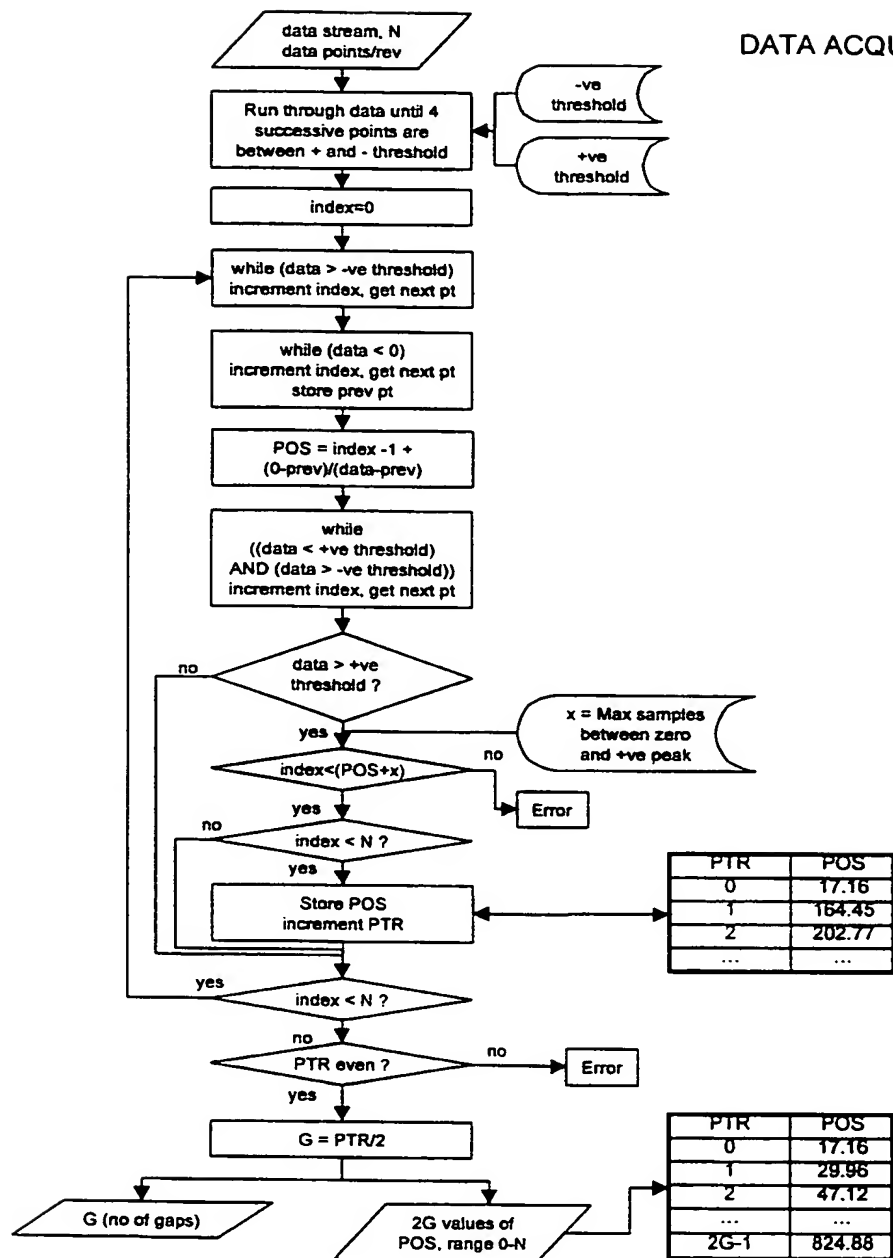 data stream, N
data points/rev
DATA ACQU
-ve
threshold
Run through data until 4
successive points are
between + and - threshold
+ve
threshold
index=0
while (data > -ve threshold)
increment index, get next pt
while (data < 0)
increment index, get next pt
store prev pt
POS = index -1 +
(0-prev)/(data-prev)
while
((data < +ve threshold)
AND (data > -ve threshold))
increment index, get next pt
no
data > +ve
threshold ?
yes
x = Max samples
between zero
and +ve peak
index<(POS+x)
no
Error
yes
no
index < N ?
yes
Store POS
increment PTR
PTR POS
0 17.16
1 164.45
2 202.77
... ...
yes
index < N ?
no
PTR even ?
no
Error
yes
G = PTR/2
G (no of gaps)
2G values of
POS, range 0-N
PTR POS
0 17.16
1 29.96
2 47.12
... ...
2G-1 824.88